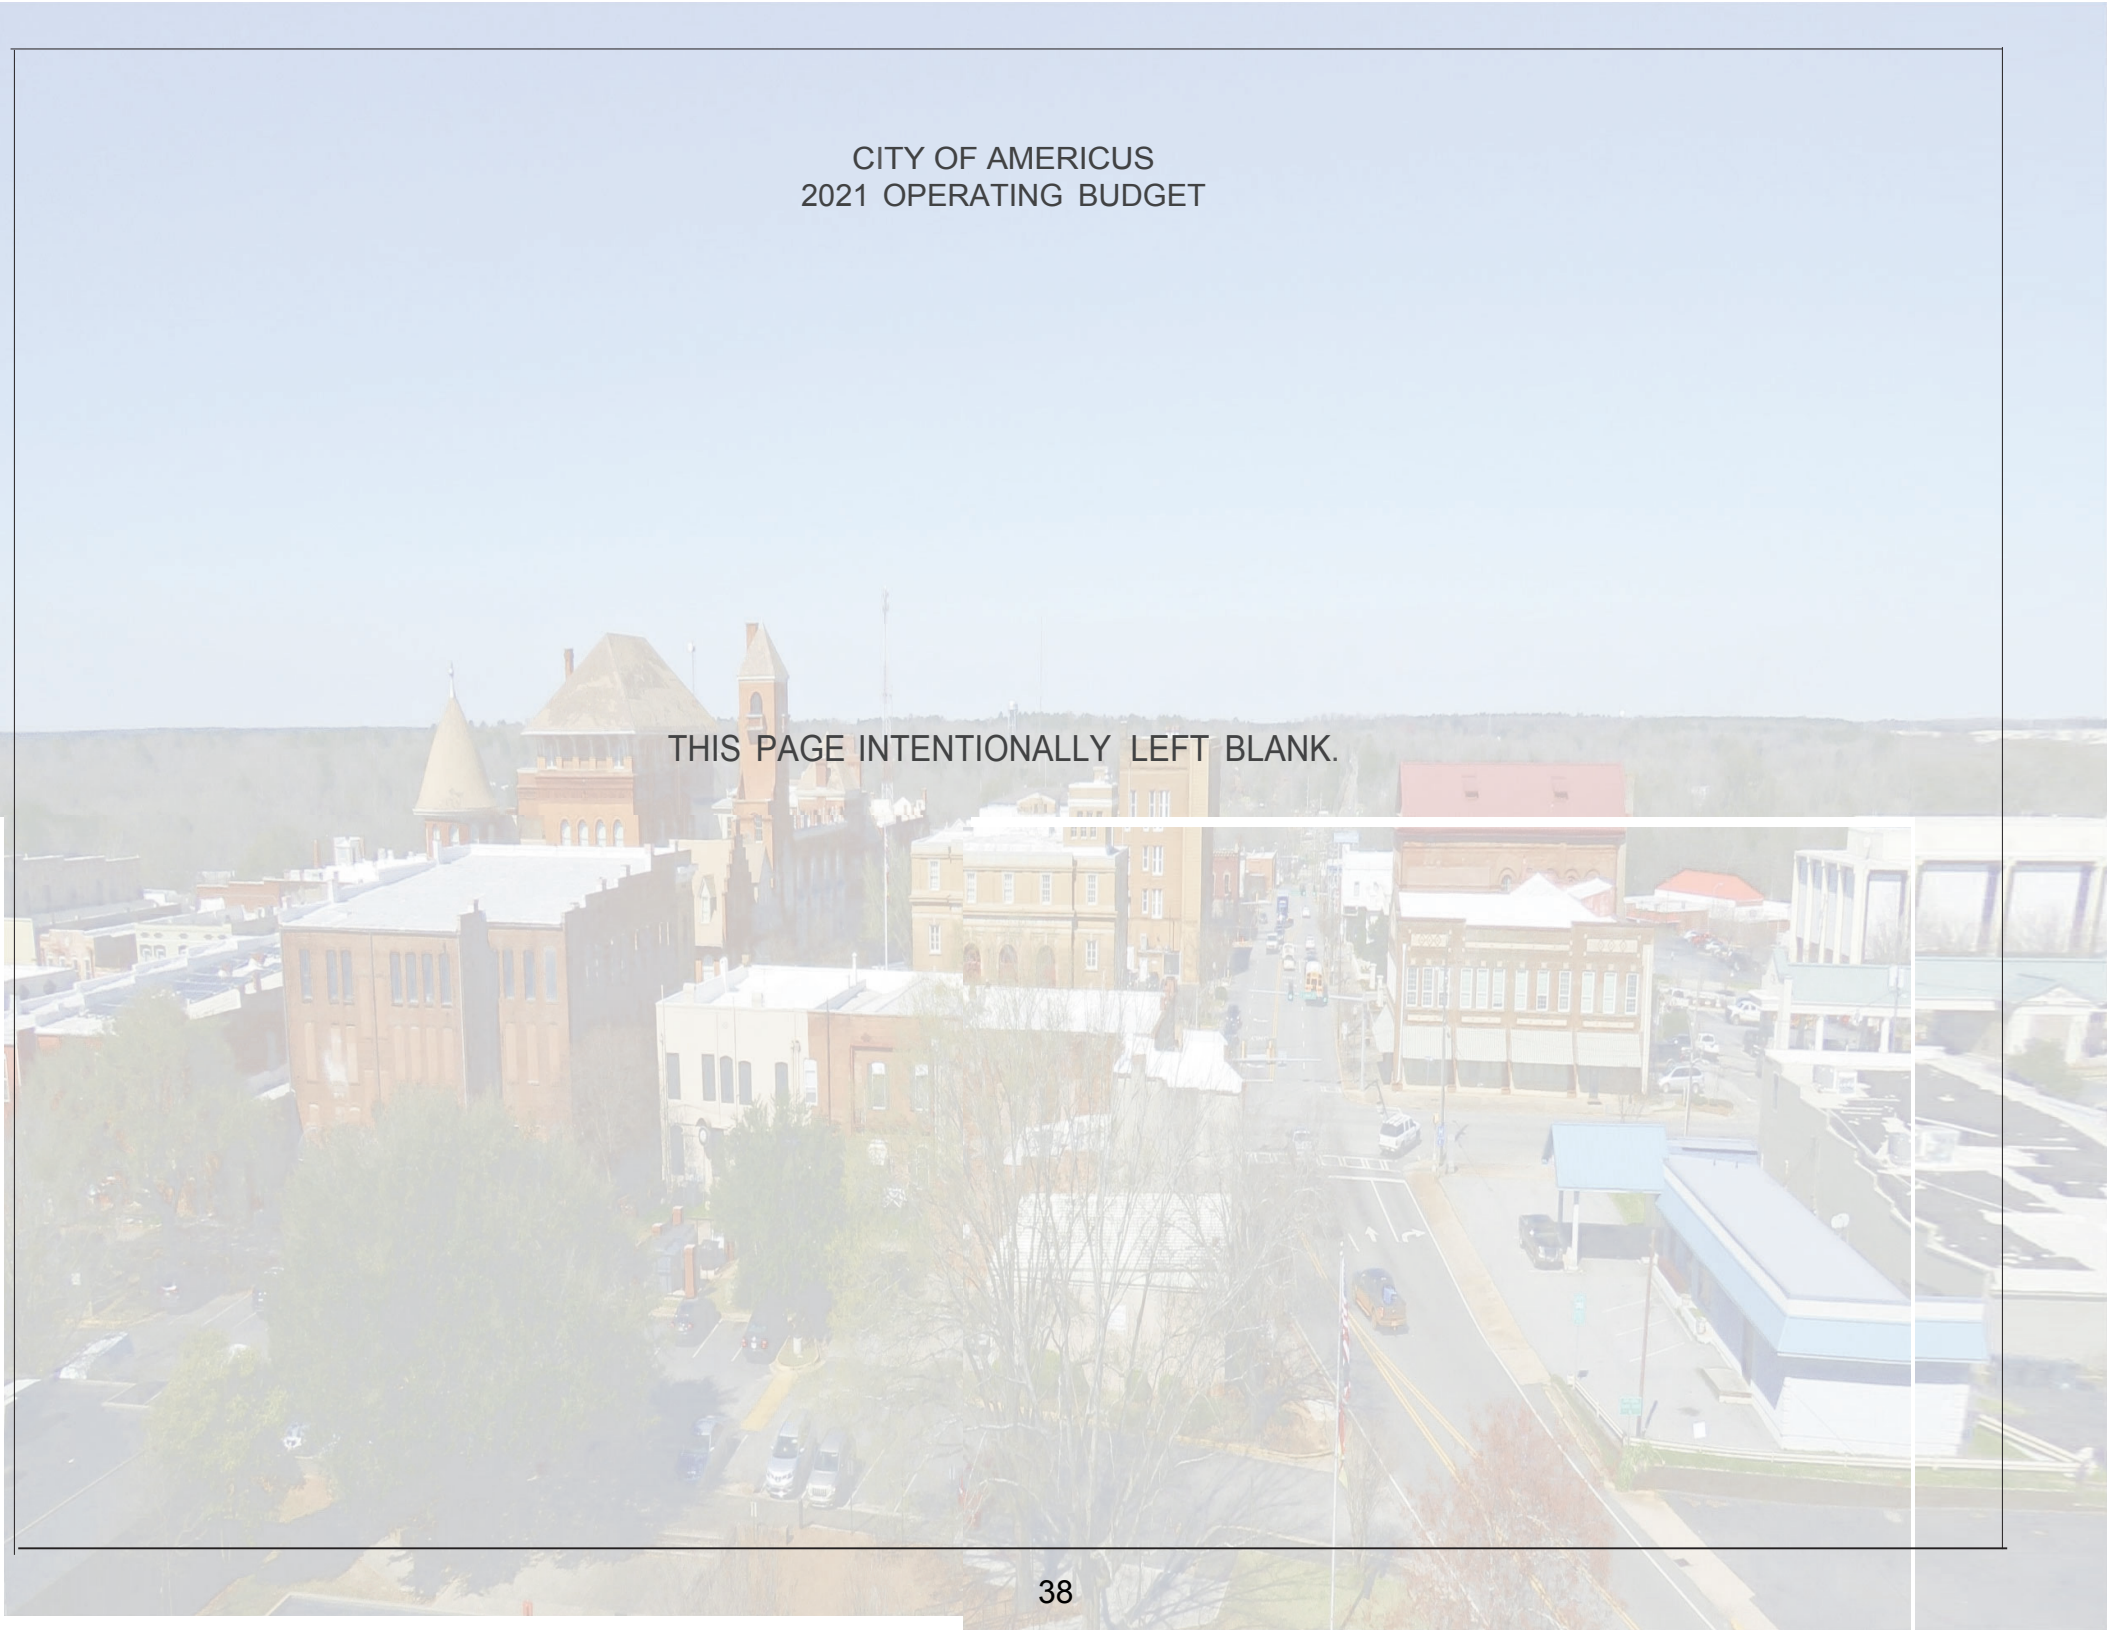 CITY OF AMERICUS
2021 OPERATING BUDGET
THIS PAGE INTENTIONALLY LEFT BLANK.
38